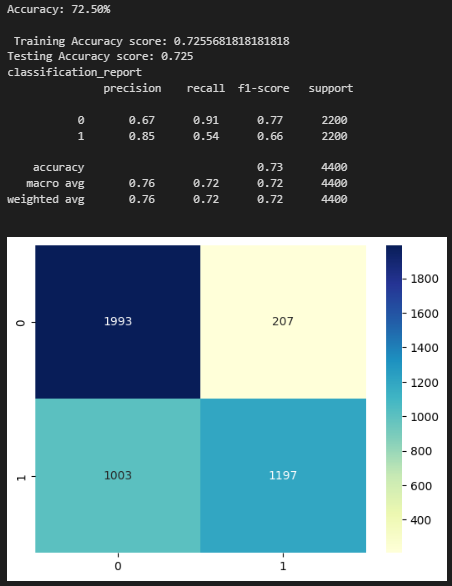 Accuracy: 72.50%
Training Accuracy score: 0.7255681818181818
Testing Accuracy score: 0.725
classification_report
precision recall f1-score support
0 0.67 0.91 0.77 2200
1 0.85 0.54 0.66 2200
accuracy 0.73 4400
macro avg 0.76 0.72 0.72 4400
weighted avg 0.76 0.72 0.72 4400
0 1993 207
1 1003 1197
0 1
1800
1600
1400
1200
1000
800
600
400